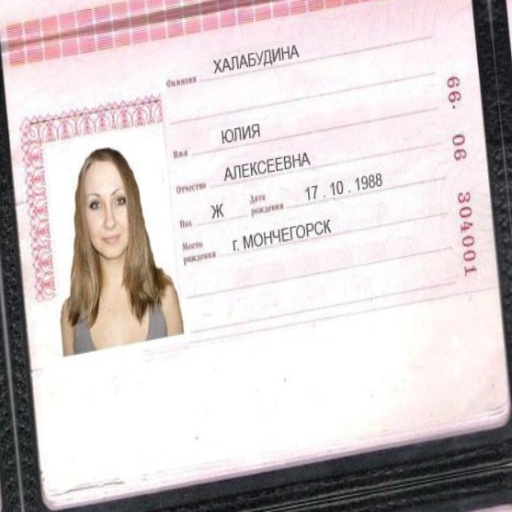 Фамилия ХАЛАБУДИНА
Имя ЮЛИЯ
Отчество АЛЕКСЕЕВНА
Пол Ж Дата рождения 17 . 10 . 1988
Место рождения г. МОНЧЕГОРСК
66 06 304001